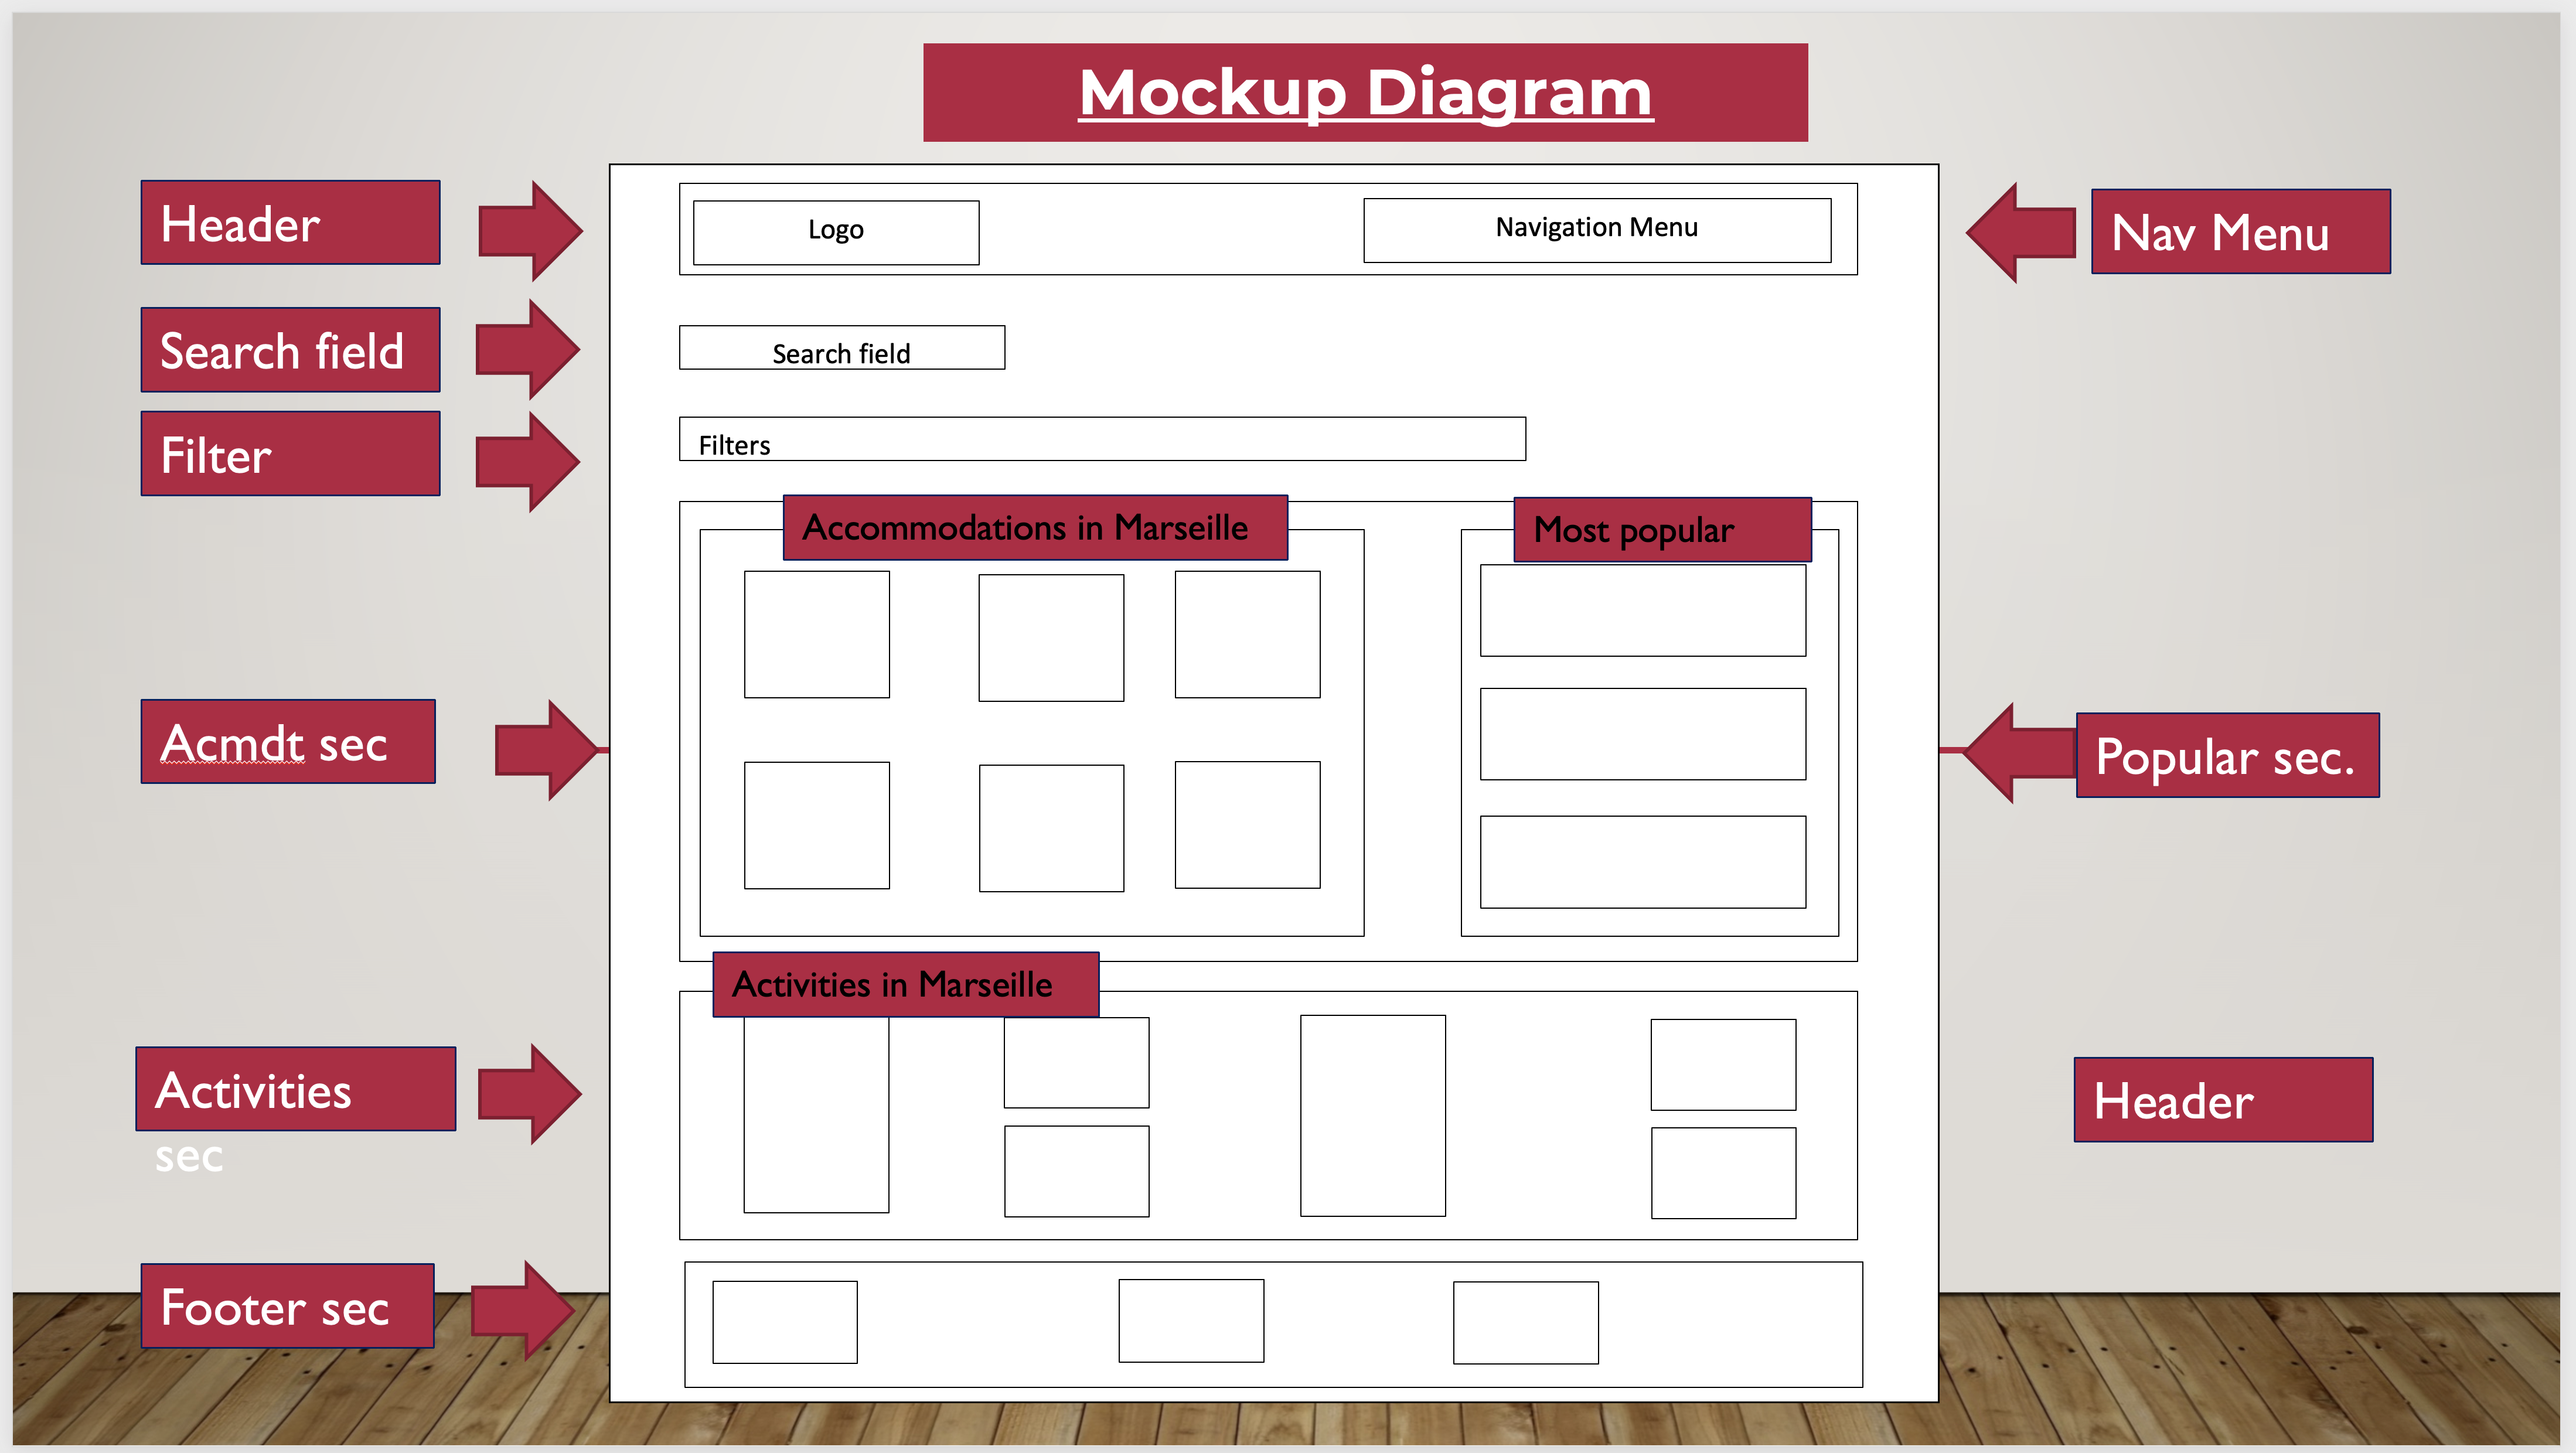 Mockup Diagram
Header
Logo
Navigation Menu
Nav Menu
Search field
Search field
Filter
Filters
Accommodations in Marseille
Most popular
Acmdt sec
Popular sec.
Activities in Marseille
Activities
sec
Header
Footer sec